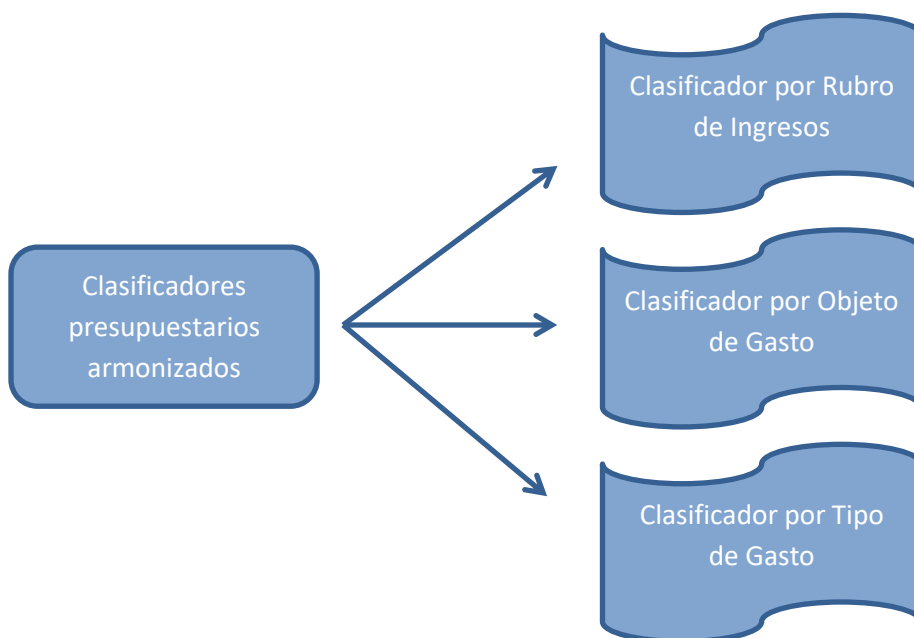 Clasificadores
presupuestarios
armonizados
Clasificador por Rubro
de Ingresos
Clasificador por Objeto
de Gasto
Clasificador por Tipo
de Gasto